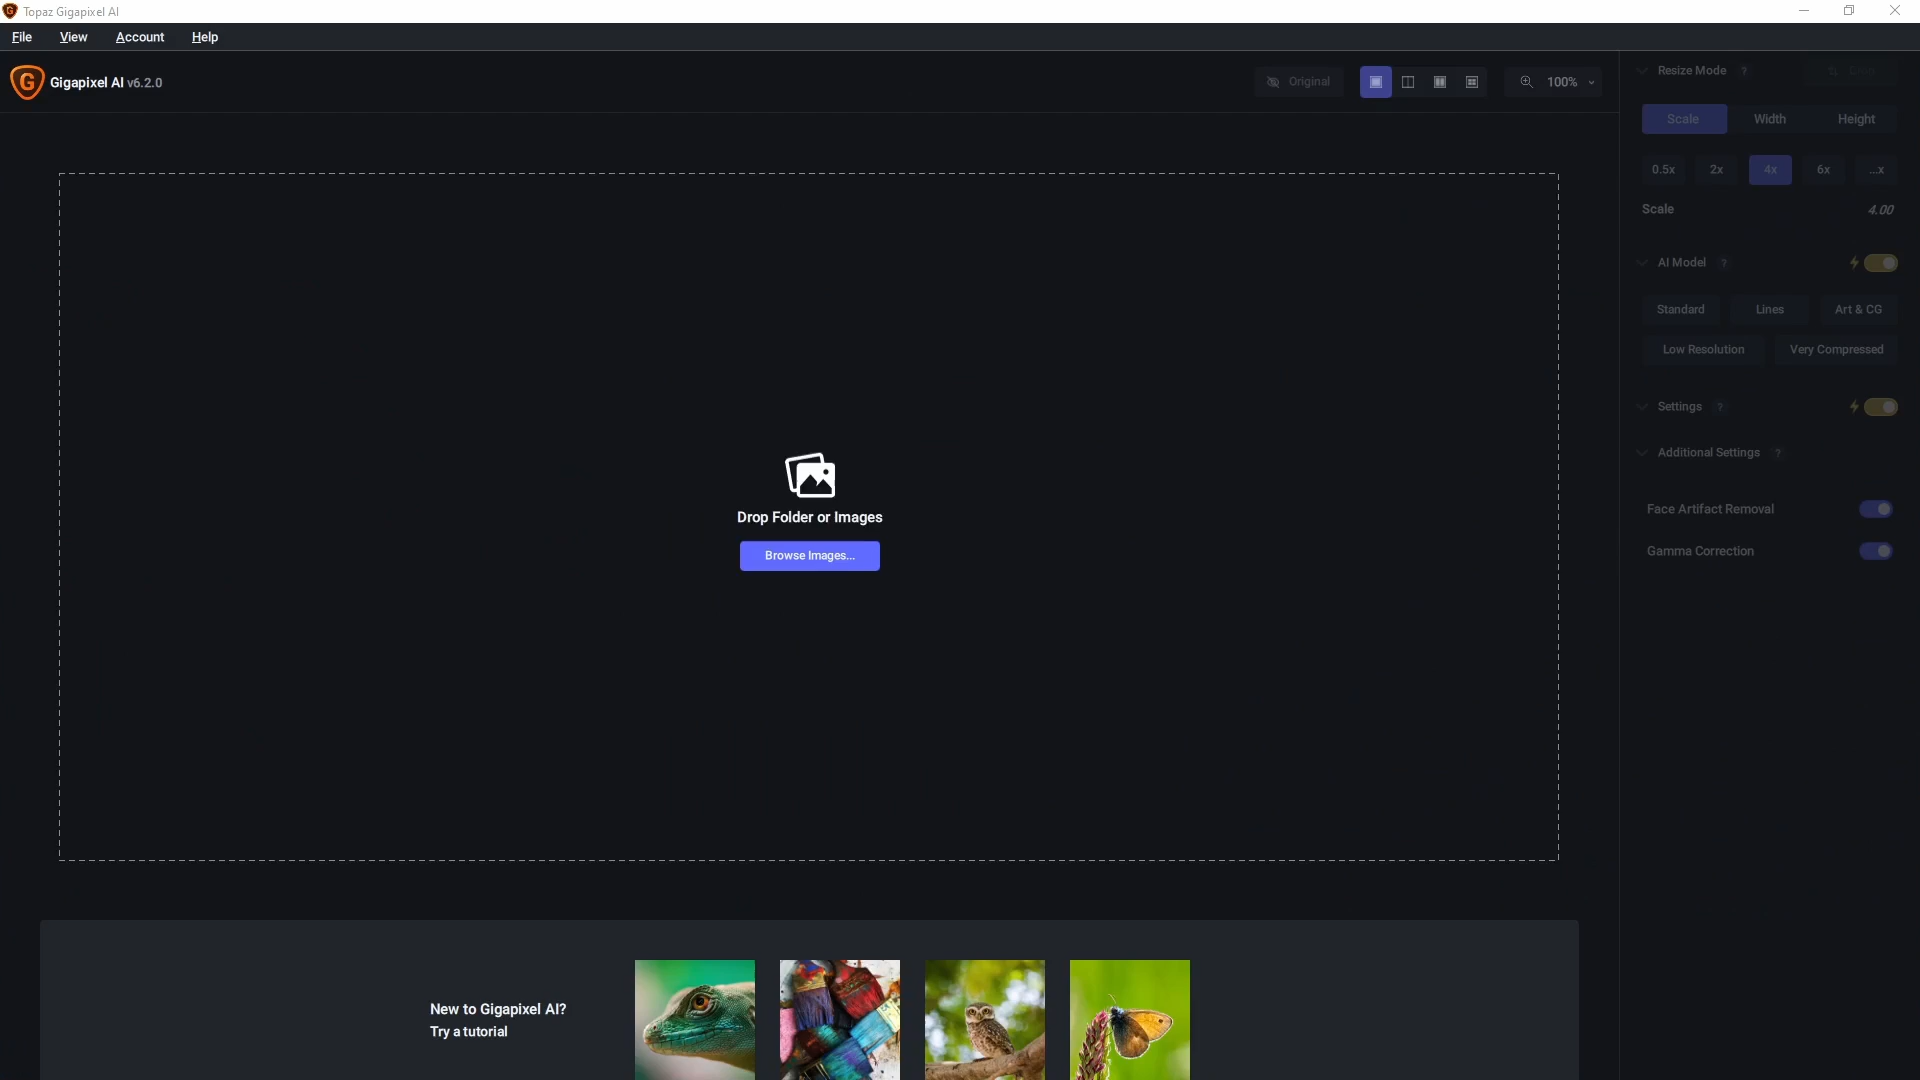 Topaz Gigapixel AI
File View Account Help
Gigapixel AI v6.2.0
Original
100%
Resize Mode ?
Scale Width Height
0.5x 2x 4x 6x ...x
Scale 4.00
AI Model ?
Standard Lines Art & CG
Low Resolution Very Compressed
Settings ?
Additional Settings ?
Face Artifact Removal
Gamma Correction
Drop Folder or Images
Browse Images...
New to Gigapixel AI?
Try a tutorial